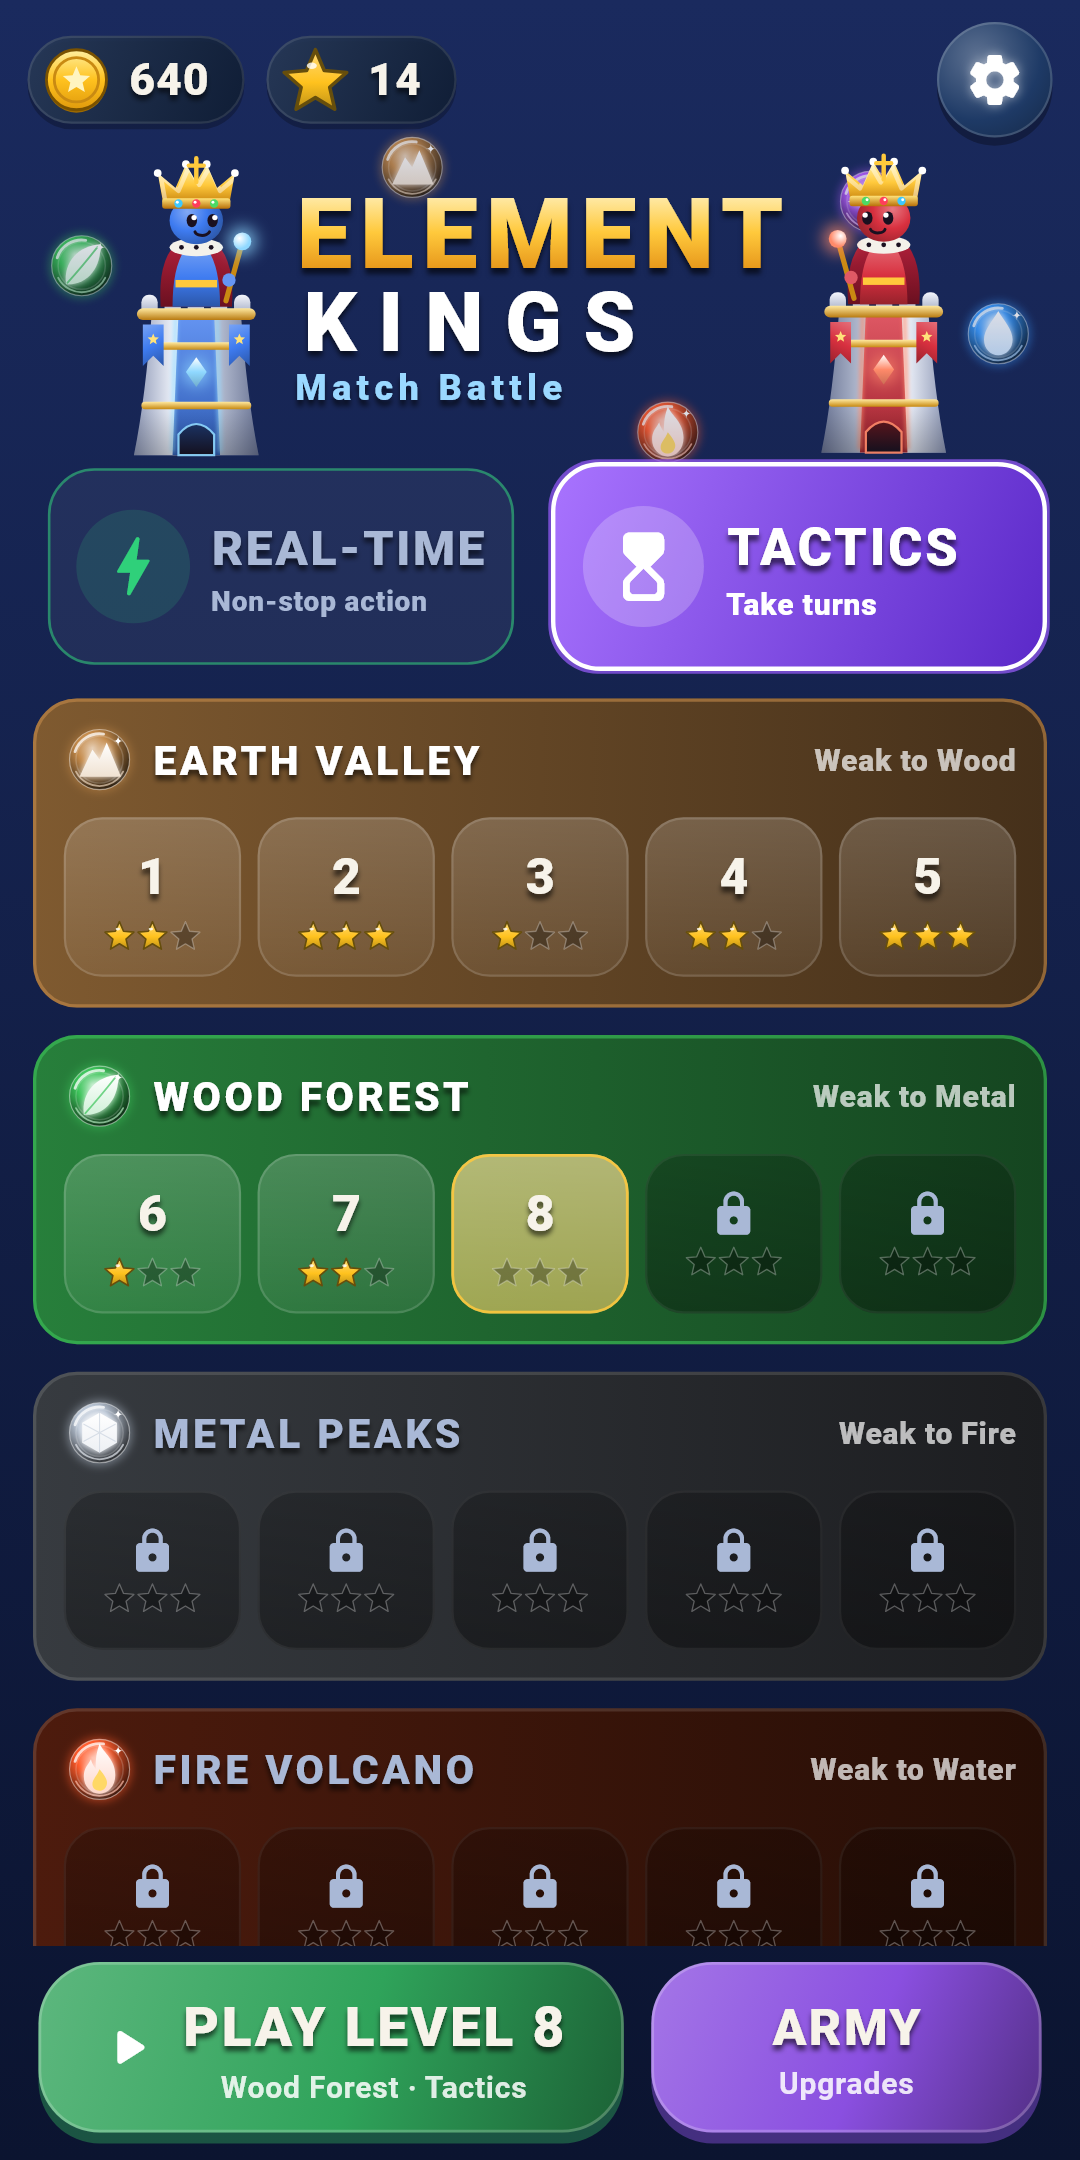 640
14
ELEMENT
KINGS
Match Battle
REAL-TIME
Non-stop action
TACTICS
Take turns
EARTH VALLEY
Weak to Wood
1
2
3
4
5
WOOD FOREST
Weak to Metal
6
7
8
METAL PEAKS
Weak to Fire
FIRE VOLCANO
Weak to Water
PLAY LEVEL 8
Wood Forest · Tactics
ARMY
Upgrades